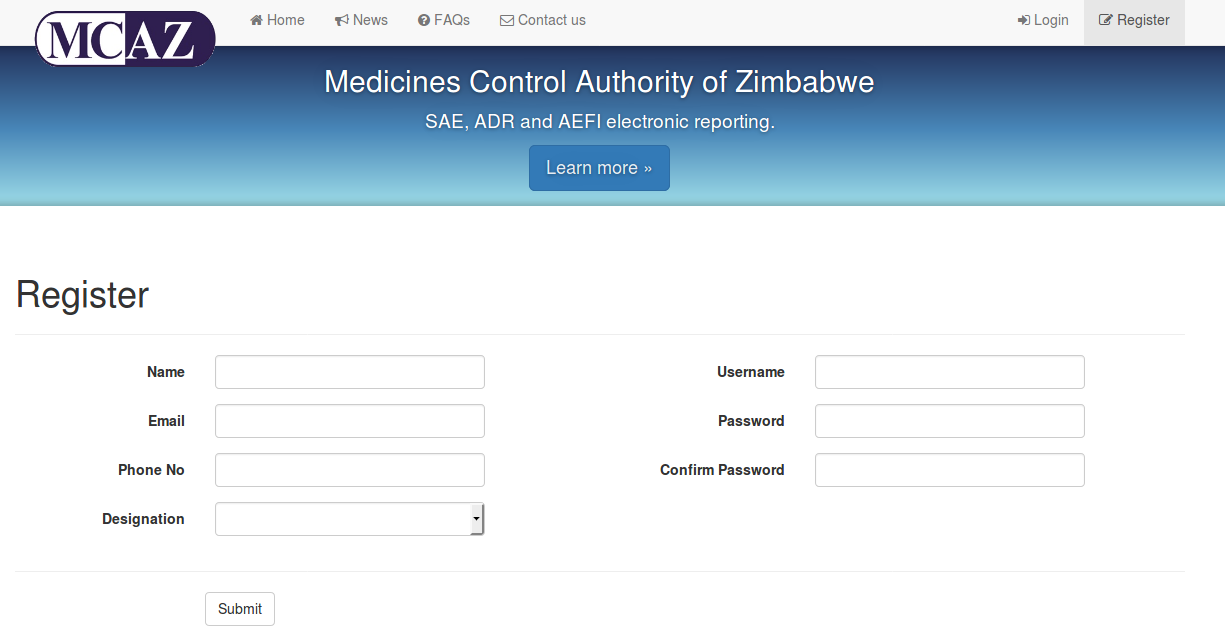 MCAZ
Home News FAQs Contact us Login Register
Medicines Control Authority of Zimbabwe
SAE, ADR and AEFI electronic reporting.
Learn more »
Register
Name Username
Email Password
Phone No Confirm Password
Designation
Submit